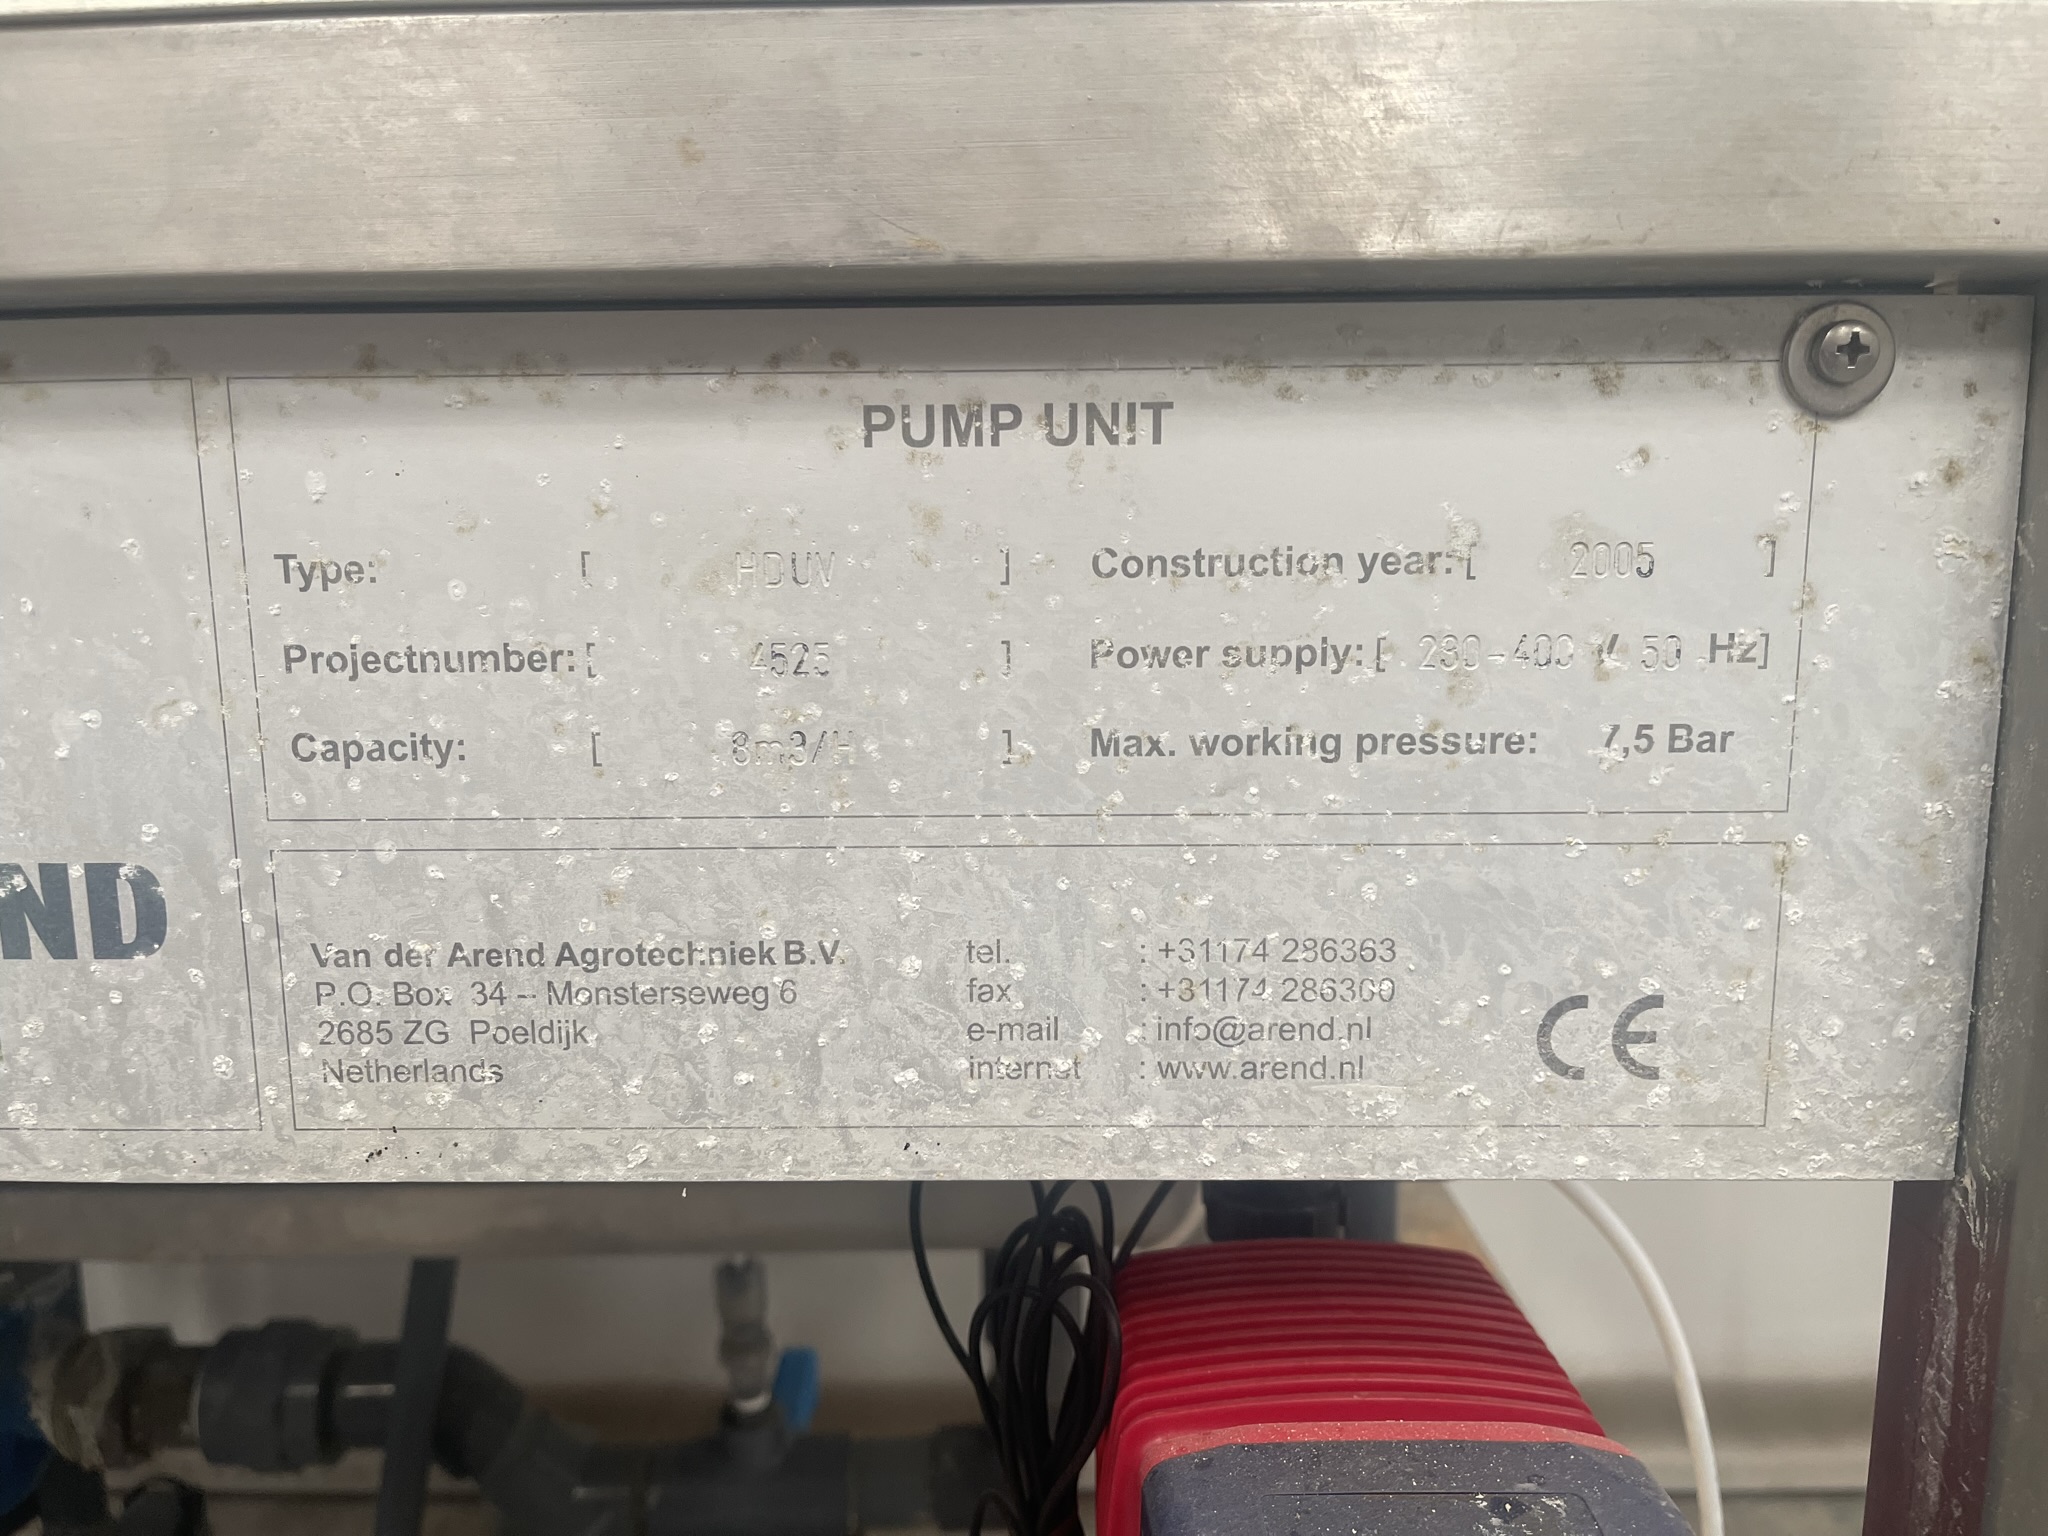 PUMP UNIT
Type: [ HDUV ] Construction year: [ 2005 ]
Projectnumber: [ 4525 ] Power supply: [ 230-400 V 50 Hz]
Capacity: [ 8m3/H ] Max. working pressure: 7,5 Bar
ND
Van der Arend Agrotechniek B.V. tel. : +31174 286363
P.O. Box 34 – Monsterseweg 6 fax : +31174 286300
2685 ZG Poeldijk e-mail : info@arend.nl
Netherlands internet : www.arend.nl
CE